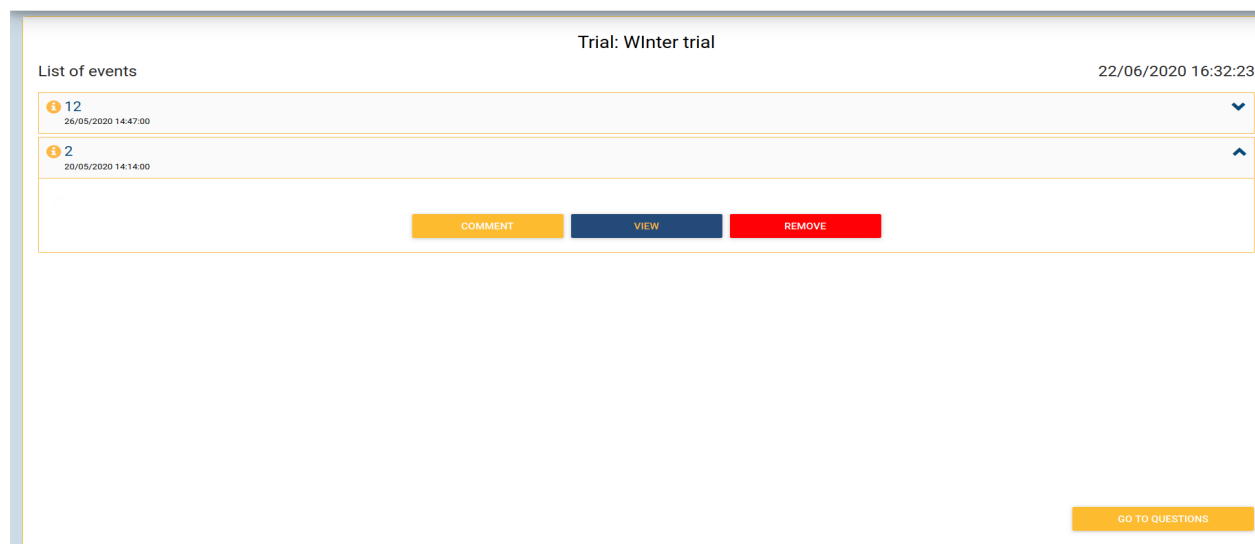 Trial: WInter trial
List of events 22/06/2020 16:32:23
12
26/05/2020 14:47:00
2
20/05/2020 14:14:00
COMMENT VIEW REMOVE
GO TO QUESTIONS